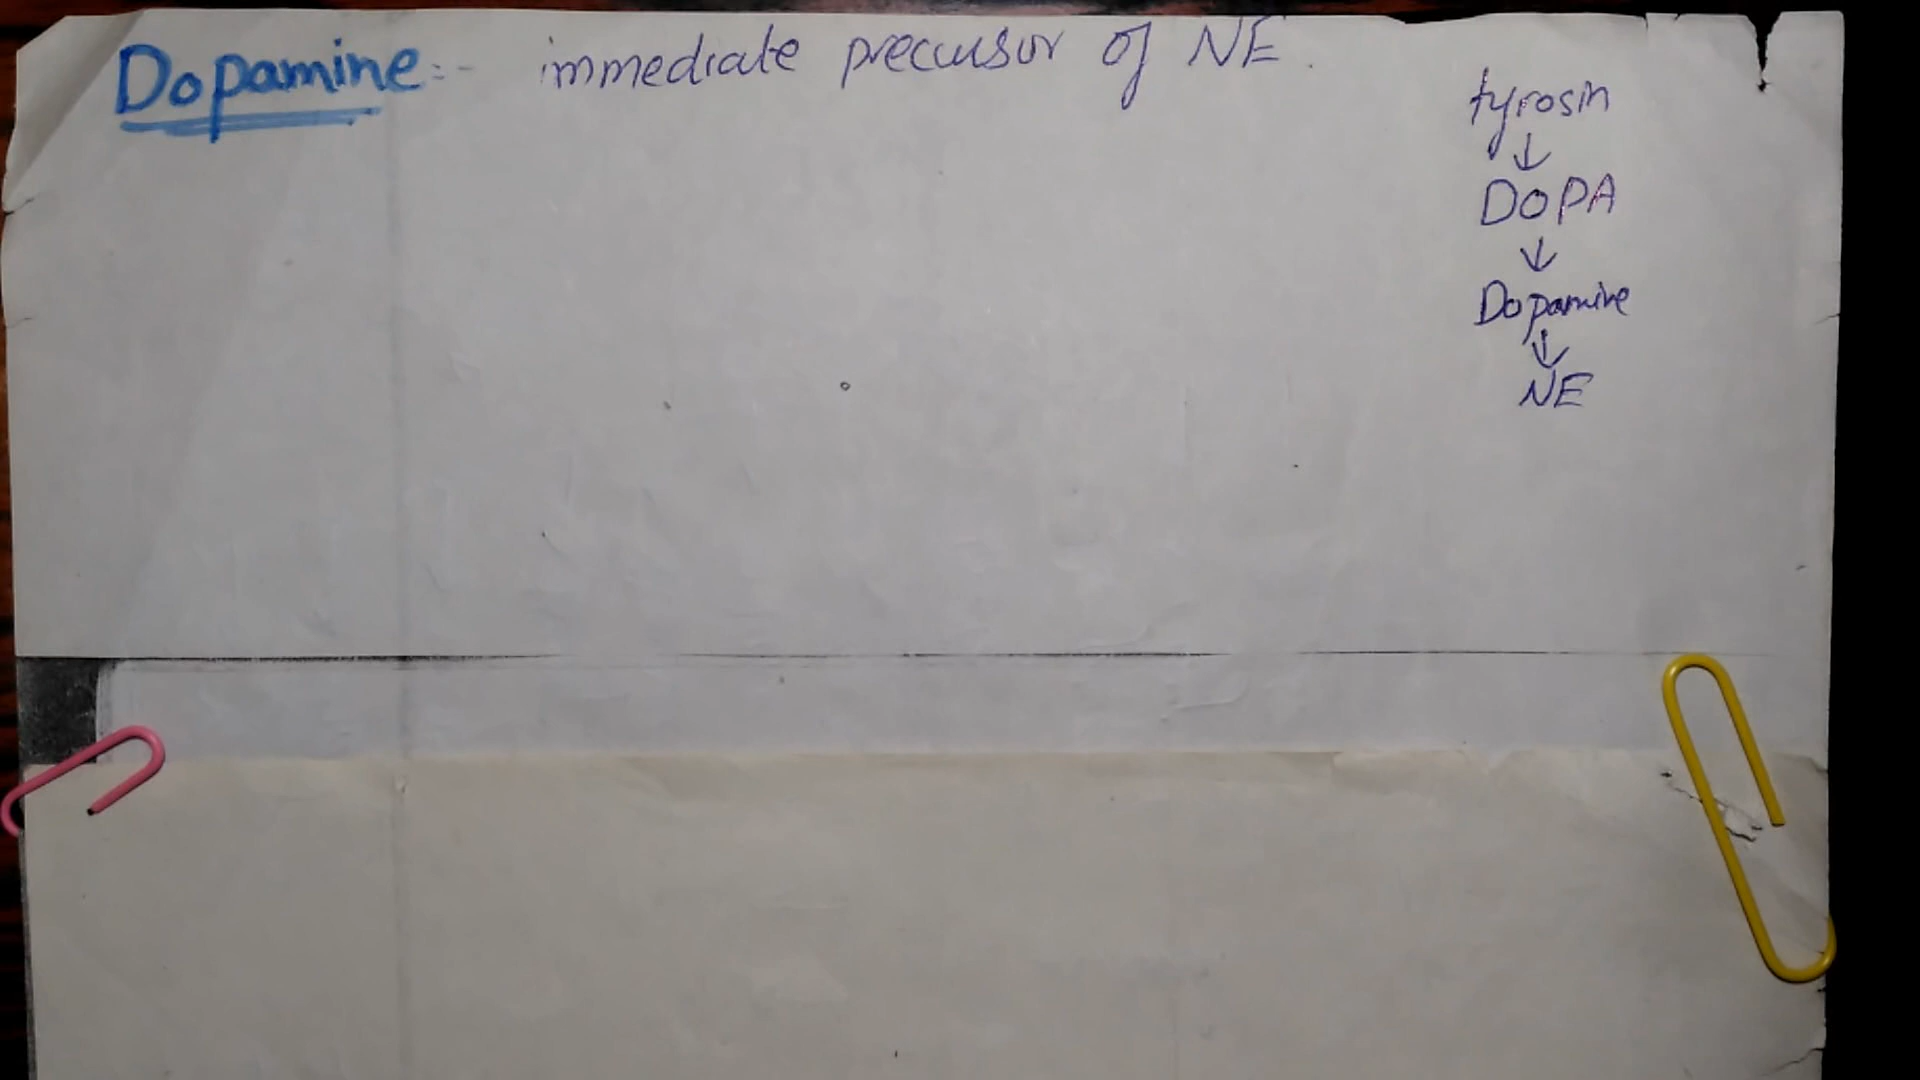 Dopamine:- immediate precursor of NE.
tyrosin
↓
DOPA
↓
Dopamine
↓
NE